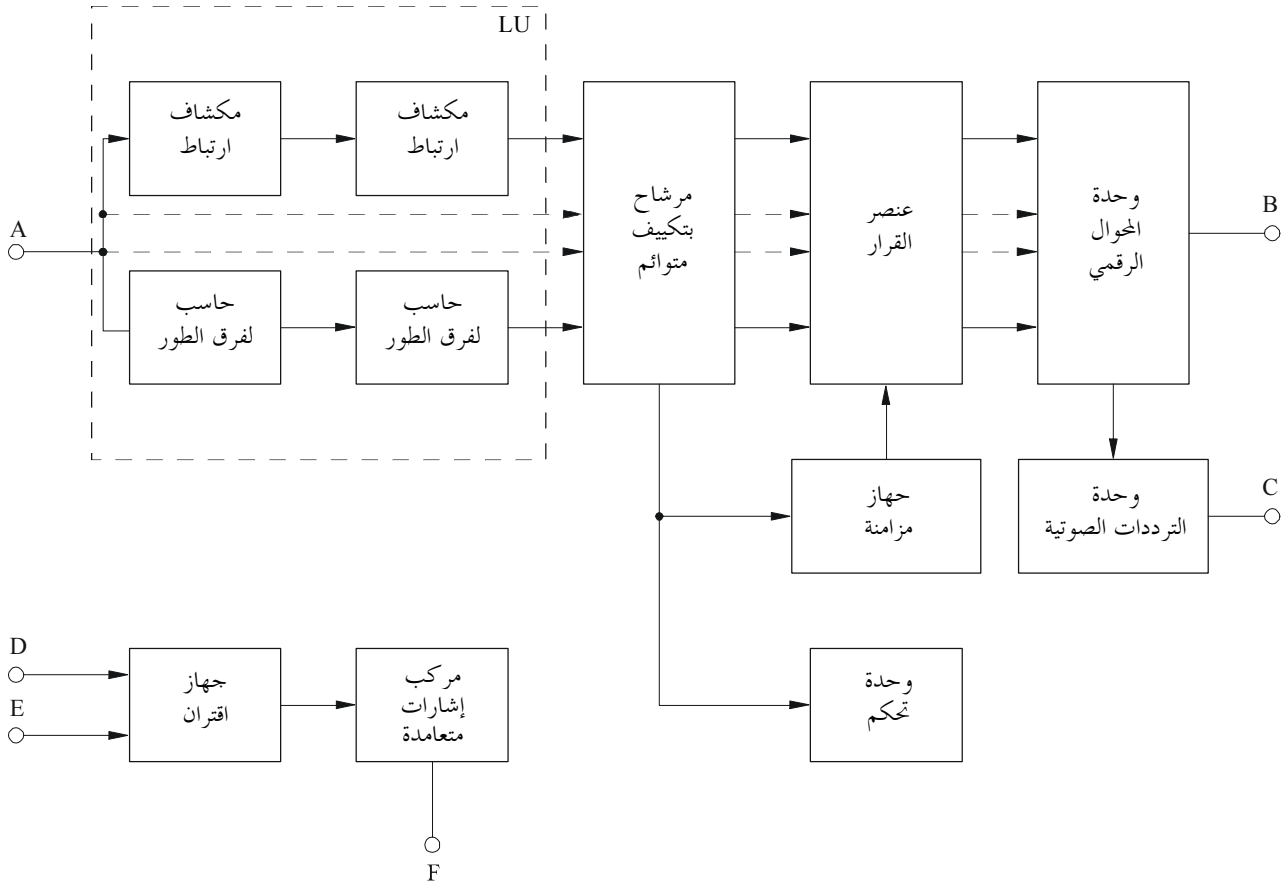 LU
مكشاف
ارتباط
مكشاف
ارتباط
مرشاح
بتكييف
متوائم
عنصر
القرار
وحدة
المحوال
الرقمي
A
B
حاسب
لفرق الطور
حاسب
لفرق الطور
حهاز
مزامنة
وحدة
الترددات الصوتية
C
D
E
جهاز
اقتران
مركب
إشارات
متعامدة
وحدة
تحكم
F